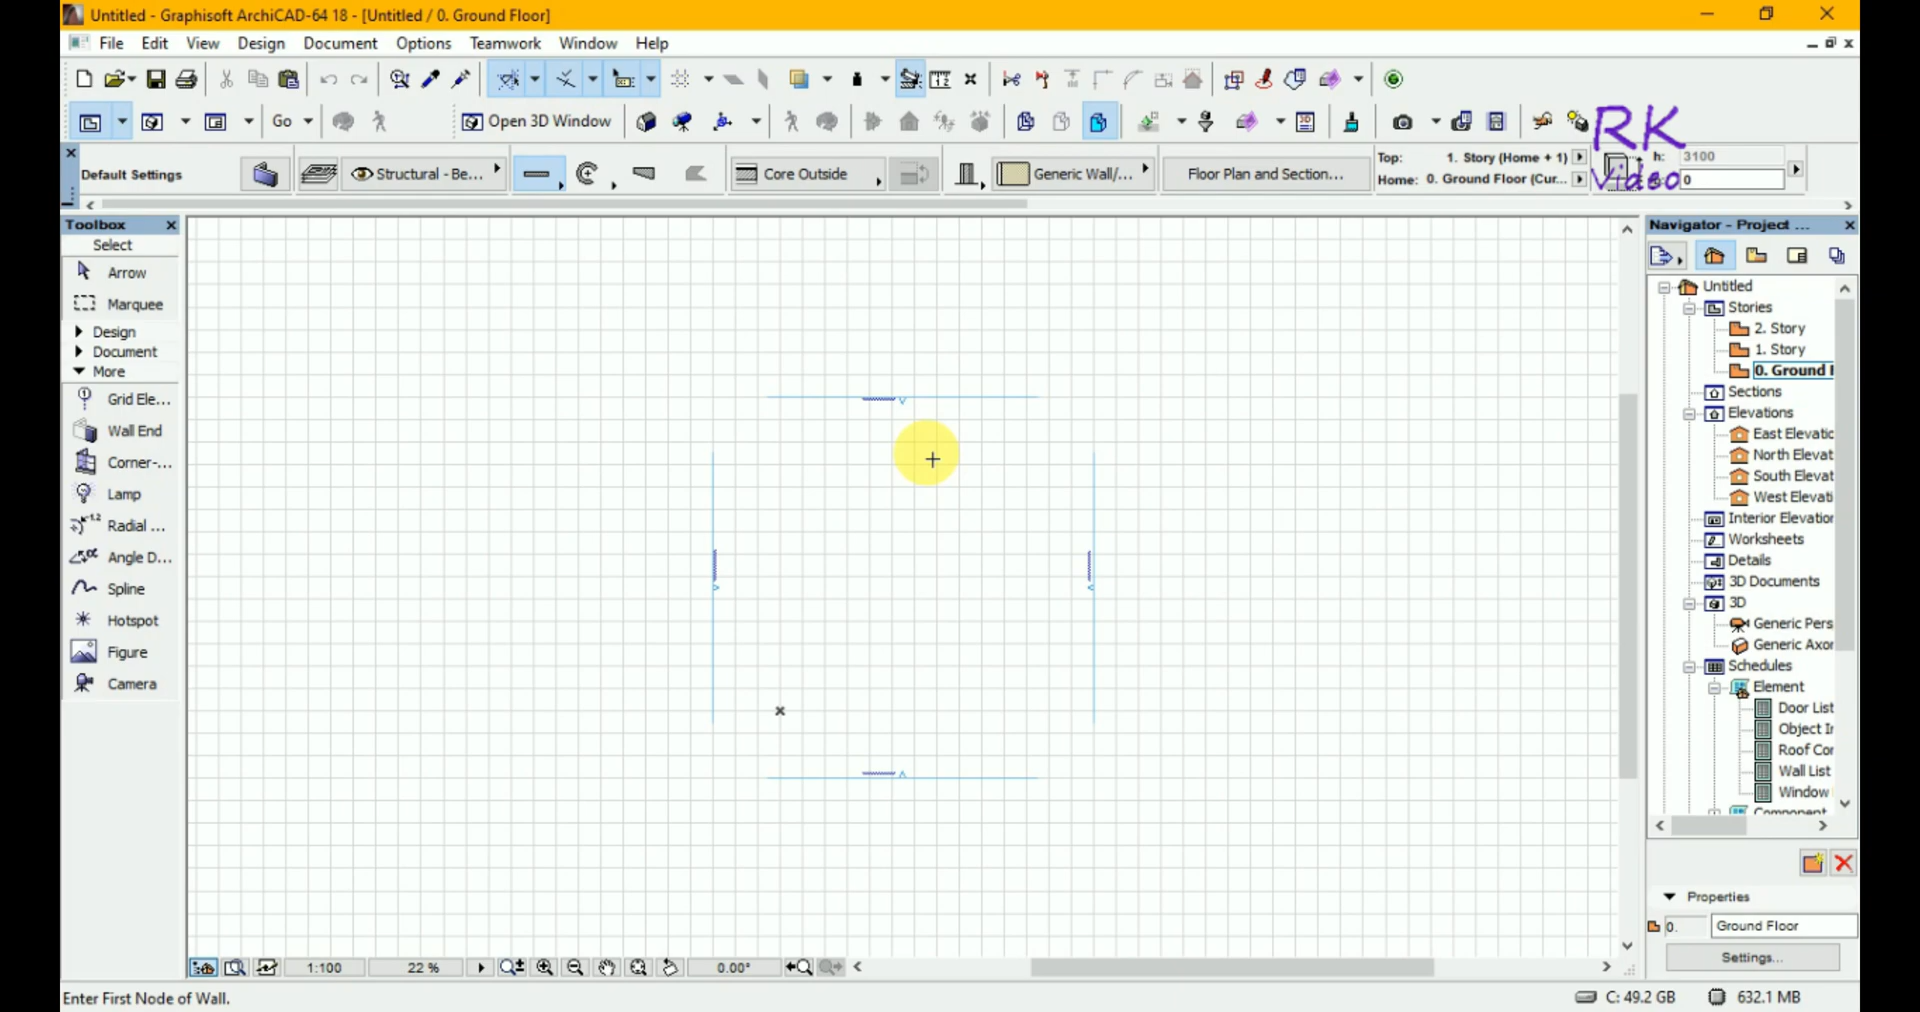 Untitled - Graphisoft ArchiCAD-64 18 - [Untitled / 0. Ground Floor]
File Edit View Design Document Options Teamwork Window Help
Go Open 3D Window
RK
Video
Default Settings
Structural - Be...
Core Outside
Generic Wall/...
Floor Plan and Section...
Top: 1. Story (Home + 1)
Home: 0. Ground Floor (Cur...
h: 3100
0
Toolbox
Select
Arrow
Marquee
Design
Document
More
Grid Ele...
Wall End
Corner-...
Lamp
Radial ...
Angle D...
Spline
Hotspot
Figure
Camera
Navigator - Project ...
Untitled
Stories
2. Story
1. Story
0. Ground F
Sections
Elevations
East Elevatic
North Elevat
South Elevat
West Elevati
Interior Elevation
Worksheets
Details
3D Documents
3D
Generic Pers
Generic Axor
Schedules
Element
Door List
Object Ir
Roof Cor
Wall List
Window
Component
Properties
0. Ground Floor
Settings...
1:100 22 % 0.00°
Enter First Node of Wall.
C: 49.2 GB 632.1 MB